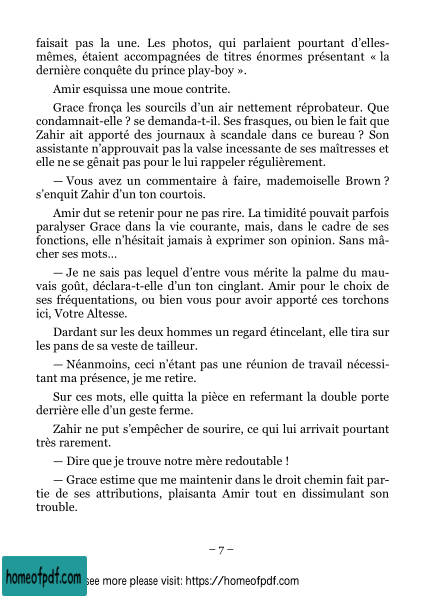 faisait pas la une. Les photos, qui parlaient pourtant d’elles-
mêmes, étaient accompagnées de titres énormes présentant « la
dernière conquête du prince play-boy ».
Amir esquissa une moue contrite.
Grace fronça les sourcils d’un air nettement réprobateur. Que
condamnait-elle ? se demanda-t-il. Ses frasques, ou bien le fait que
Zahir ait apporté des journaux à scandale dans ce bureau ? Son
assistante n’approuvait pas la valse incessante de ses maîtresses et
elle ne se gênait pas pour le lui rappeler régulièrement.
— Vous avez un commentaire à faire, mademoiselle Brown ?
s’enquit Zahir d’un ton courtois.
Amir dut se retenir pour ne pas rire. La timidité pouvait parfois
paralyser Grace dans la vie courante, mais, dans le cadre de ses
fonctions, elle n’hésitait jamais à exprimer son opinion. Sans mâ-
cher ses mots…
— Je ne sais pas lequel d’entre vous mérite la palme du mau-
vais goût, déclara-t-elle d’un ton cinglant. Amir pour le choix de
ses fréquentations, ou bien vous pour avoir apporté ces torchons
ici, Votre Altesse.
Dardant sur les deux hommes un regard étincelant, elle tira sur
les pans de sa veste de tailleur.
— Néanmoins, ceci n’étant pas une réunion de travail nécessi-
tant ma présence, je me retire.
Sur ces mots, elle quitta la pièce en refermant la double porte
derrière elle d’un geste ferme.
Zahir ne put s’empêcher de sourire, ce qui lui arrivait pourtant
très rarement.
— Dire que je trouve notre mère redoutable !
— Grace estime que me maintenir dans le droit chemin fait par-
tie de ses attributions, plaisanta Amir tout en dissimulant son
trouble.
– 7 –
homeofpdf.com see more please visit: https://homeofpdf.com